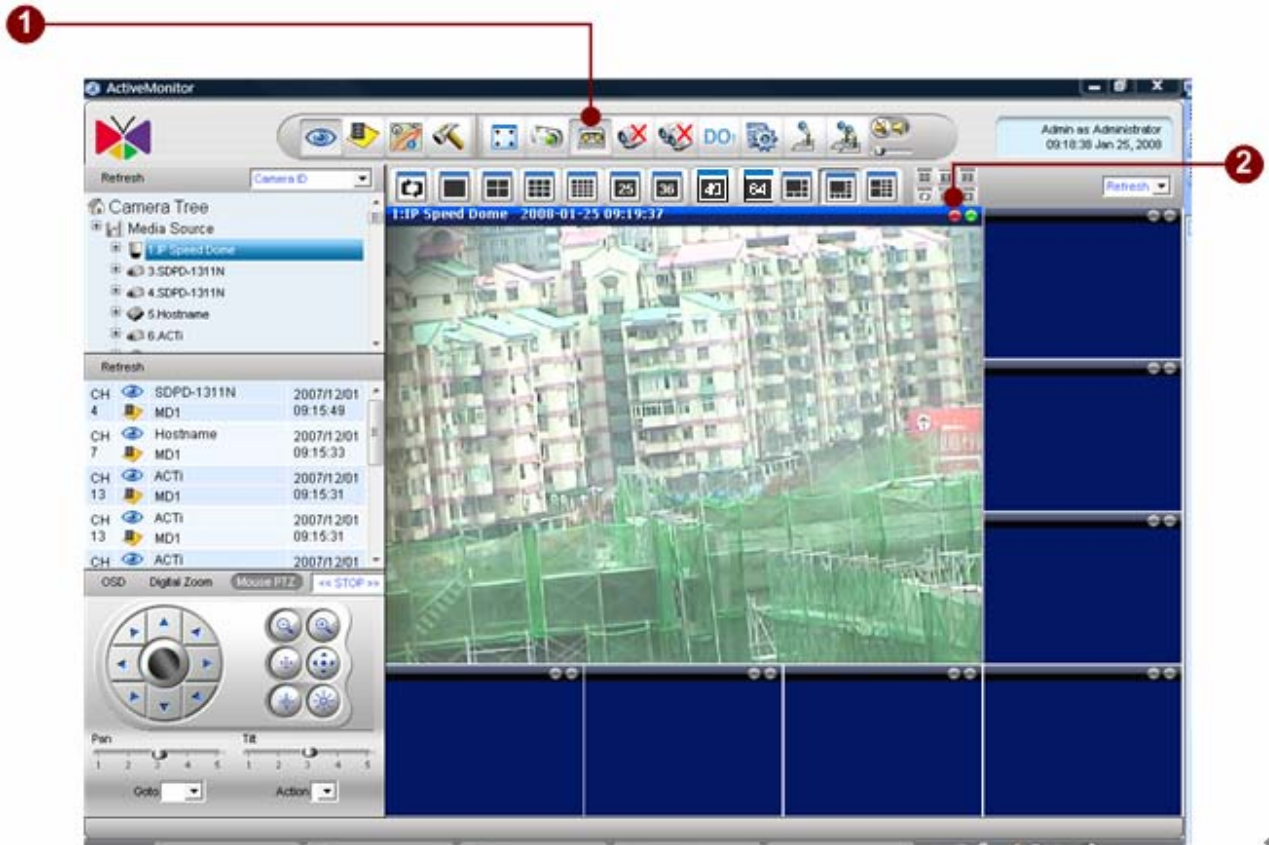 1
ActiveMonitor
DO!
Admin as Administrator
09:18:38 Jan 25, 2008
2
Refresh
Camera ID
25
36
64
Refresh
Camera Tree
Media Source
1.IP Speed Dome
3.SDPD-1311N
4.SDPD-1311N
5.Hostname
6.ACTi
1:IP Speed Dome 2008-01-25 09:19:37
Refresh
CH 4 SDPD-1311N 2007/12/01
MD1 09:15:49
CH 7 Hostname 2007/12/01
MD1 09:15:33
CH 13 ACTi 2007/12/01
MD1 09:15:31
CH 13 ACTi 2007/12/01
MD1 09:15:31
CH ACTi 2007/12/01
OSD Digital Zoom Mouse PTZ << STOP >>
Pan Tilt
1 2 3 4 5 1 2 3 4 5
Goto Action